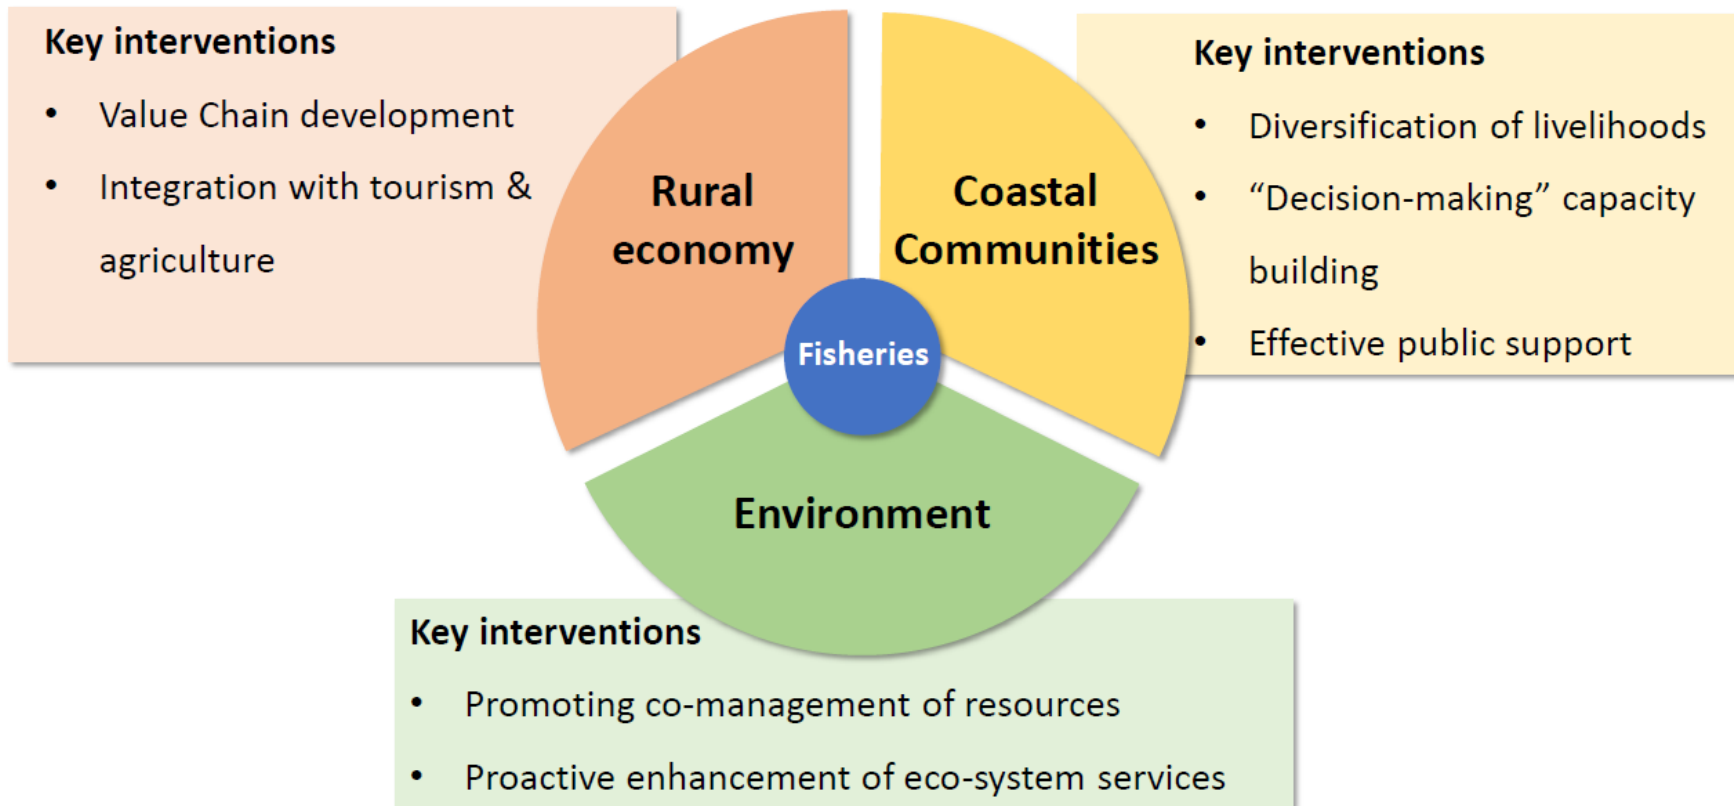 Key interventions
• Value Chain development
• Integration with tourism &
agriculture
Rural
economy
Coastal
Communities
Key interventions
• Diversification of livelihoods
• “Decision-making” capacity
building
• Effective public support
Fisheries
Environment
Key interventions
• Promoting co-management of resources
• Proactive enhancement of eco-system services